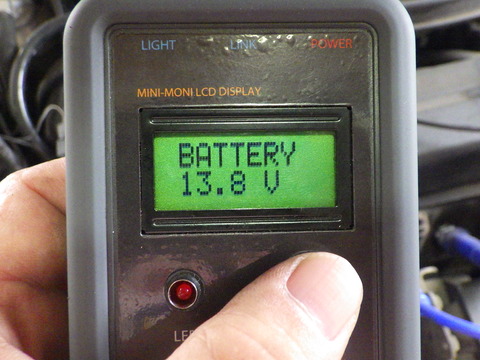 LIGHT LINK POWER
MINI-MONI LCD DISPLAY
BATTERY
13.8 V